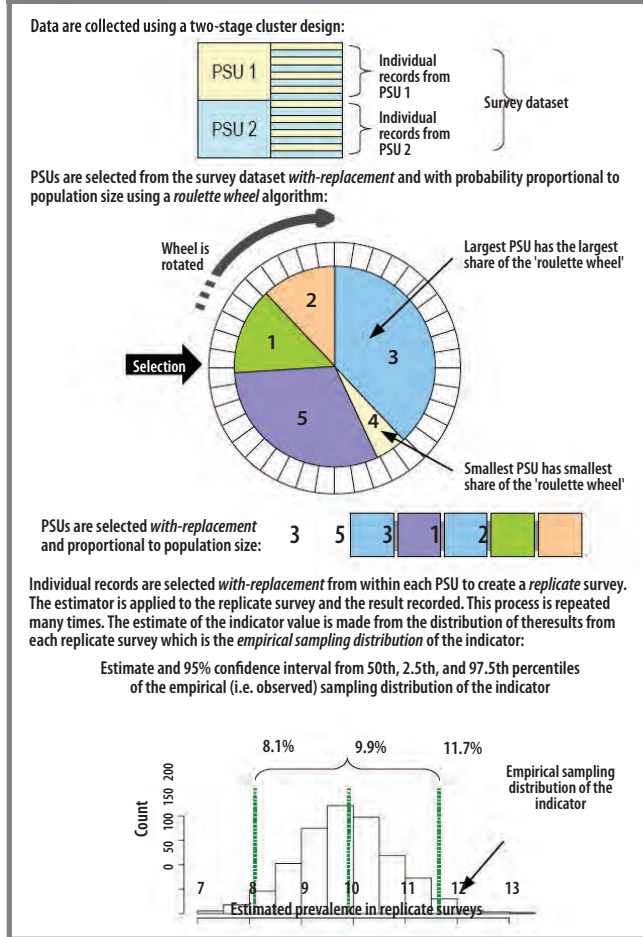 Data are collected using a two-stage cluster design:
PSU 1
PSU 2
Individual
records from
PSU 1
Individual
records from
PSU 2
Survey dataset
PSUs are selected from the survey dataset with-replacement and with probability proportional to
population size using a roulette wheel algorithm:
Wheel is
rotated
Largest PSU has the largest
share of the 'roulette wheel'
Selection
1
2
3
4
5
Smallest PSU has smallest
share of the 'roulette wheel'
PSUs are selected with-replacement
and proportional to population size:
3 5 3 1 2
Individual records are selected with-replacement from within each PSU to create a replicate survey.
The estimator is applied to the replicate survey and the result recorded. This process is repeated
many times. The estimate of the indicator value is made from the distribution of theresults from
each replicate survey which is the empirical sampling distribution of the indicator:
Estimate and 95% confidence interval from 50th, 2.5th, and 97.5th percentiles
of the empirical (i.e. observed) sampling distribution of the indicator
8.1% 9.9% 11.7%
Empirical sampling
distribution of the
indicator
Count
0 50 100 150 200
7 8 9 10 11 12 13
Estimated prevalence in replicate surveys